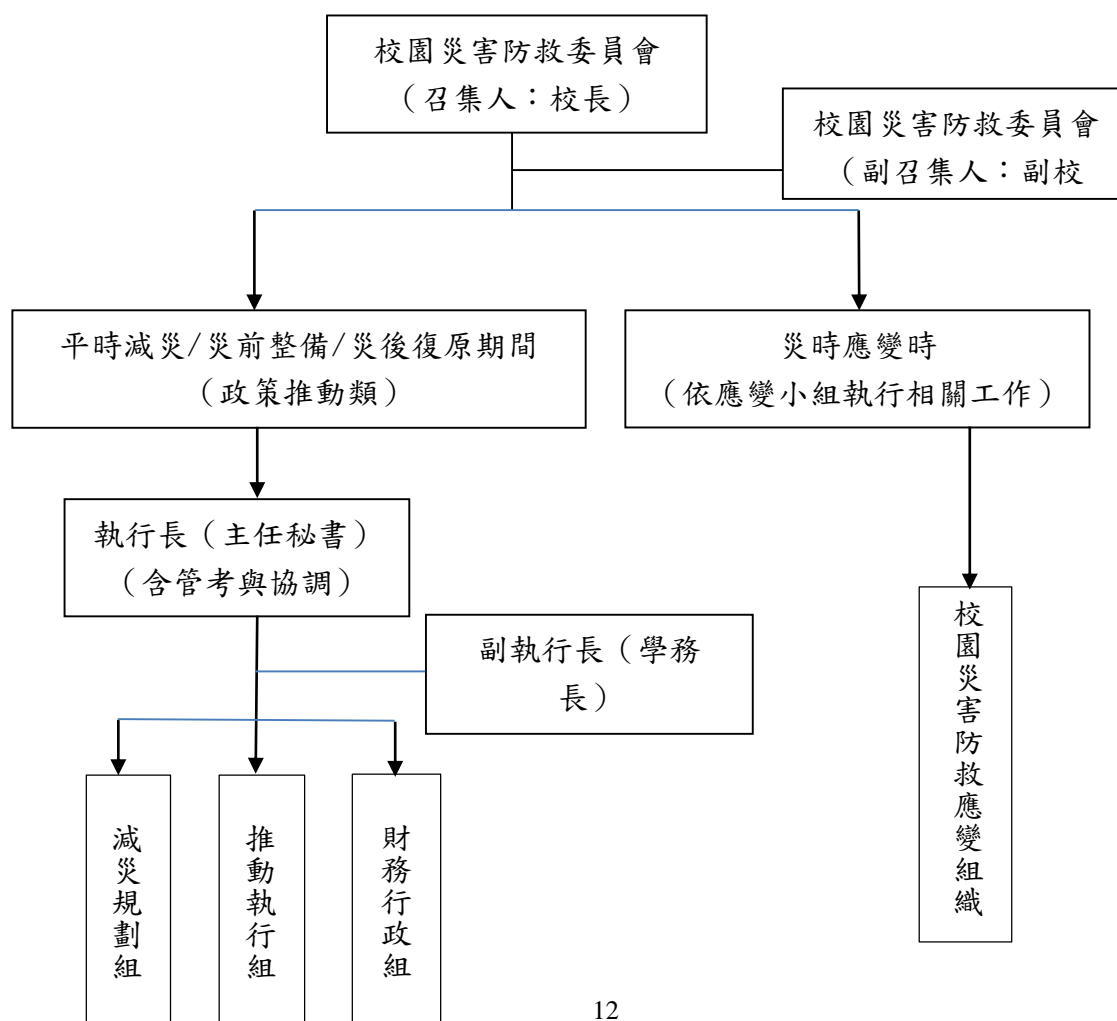 校園災害防救委員會
（召集人：校長）
校園災害防救委員會
（副召集人：副校
平時減災/災前整備/災後復原期間
（政策推動類）
災時應變時
（依應變小組執行相關工作）
執行長（主任秘書）
（含管考與協調）
副執行長（學務
長）
校園災害防救應變組織
減災規劃組
推動執行組
財務行政組
12